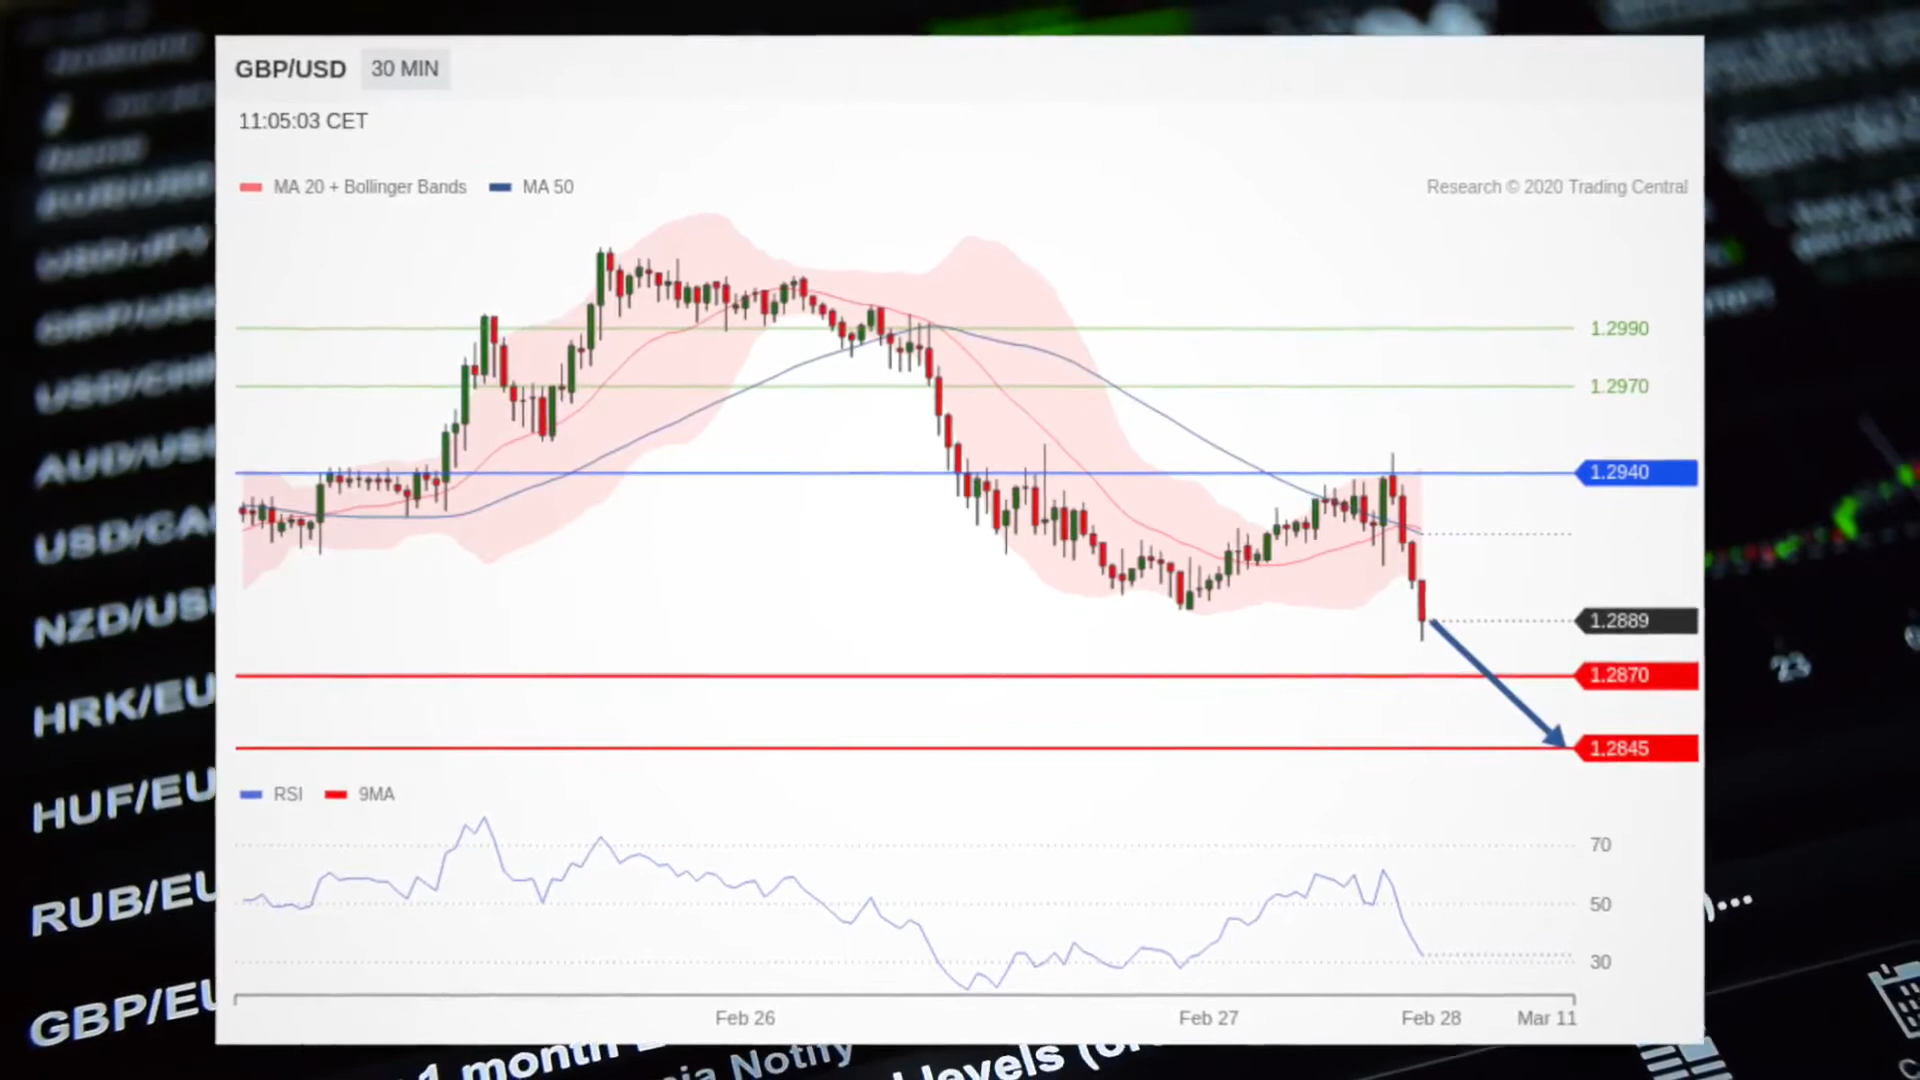 GBP/USD 30 MIN
11:05:03 CET
MA 20 + Bollinger Bands MA 50
Research © 2020 Trading Central
1.2990
1.2970
1.2940
1.2889
1.2870
1.2845
RSI 9MA
70
50
30
Feb 26 Feb 27 Feb 28 Mar 11
USD/CH
AUD/US
USD/CA
NZD/US
HRK/EU
HUF/EU
RUB/EU
GBP/EU
23
)...
1 month
Notify
levels (o